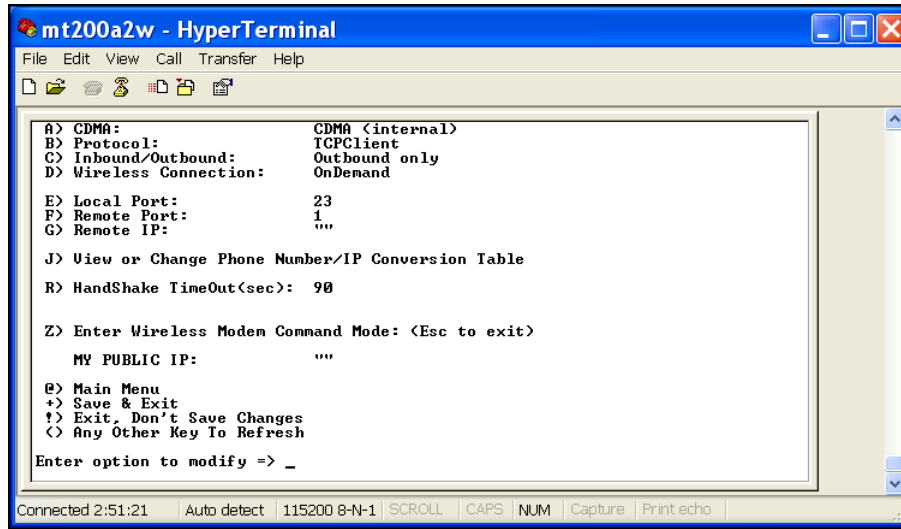 mt200a2w - HyperTerminal
File Edit View Call Transfer Help
A) CDMA: CDMA (internal)
B) Protocol: TCPClient
C) Inbound/Outbound: Outbound only
D) Wireless Connection: OnDemand
E) Local Port: 23
F) Remote Port: 1
G) Remote IP: ""
J) View or Change Phone Number/IP Conversion Table
R) HandShake TimeOut(sec): 90
Z) Enter Wireless Modem Command Mode: (Esc to exit)
MY PUBLIC IP: ""
@) Main Menu
+) Save & Exit
!) Exit, Don't Save Changes
<> Any Other Key To Refresh
Enter option to modify => _
Connected 2:51:21 Auto detect 115200 8-N-1 SCROLL CAPS NUM Capture Print echo